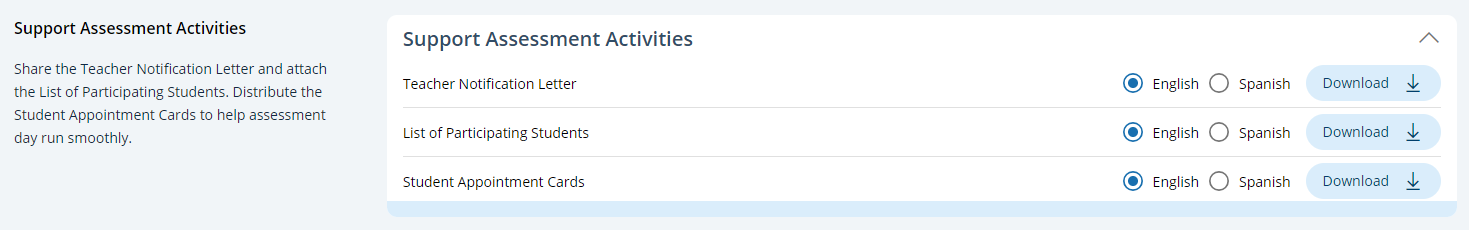 Support Assessment Activities
Share the Teacher Notification Letter and attach
the List of Participating Students. Distribute the
Student Appointment Cards to help assessment
day run smoothly.
Support Assessment Activities
Teacher Notification Letter English Spanish Download
List of Participating Students English Spanish Download
Student Appointment Cards English Spanish Download